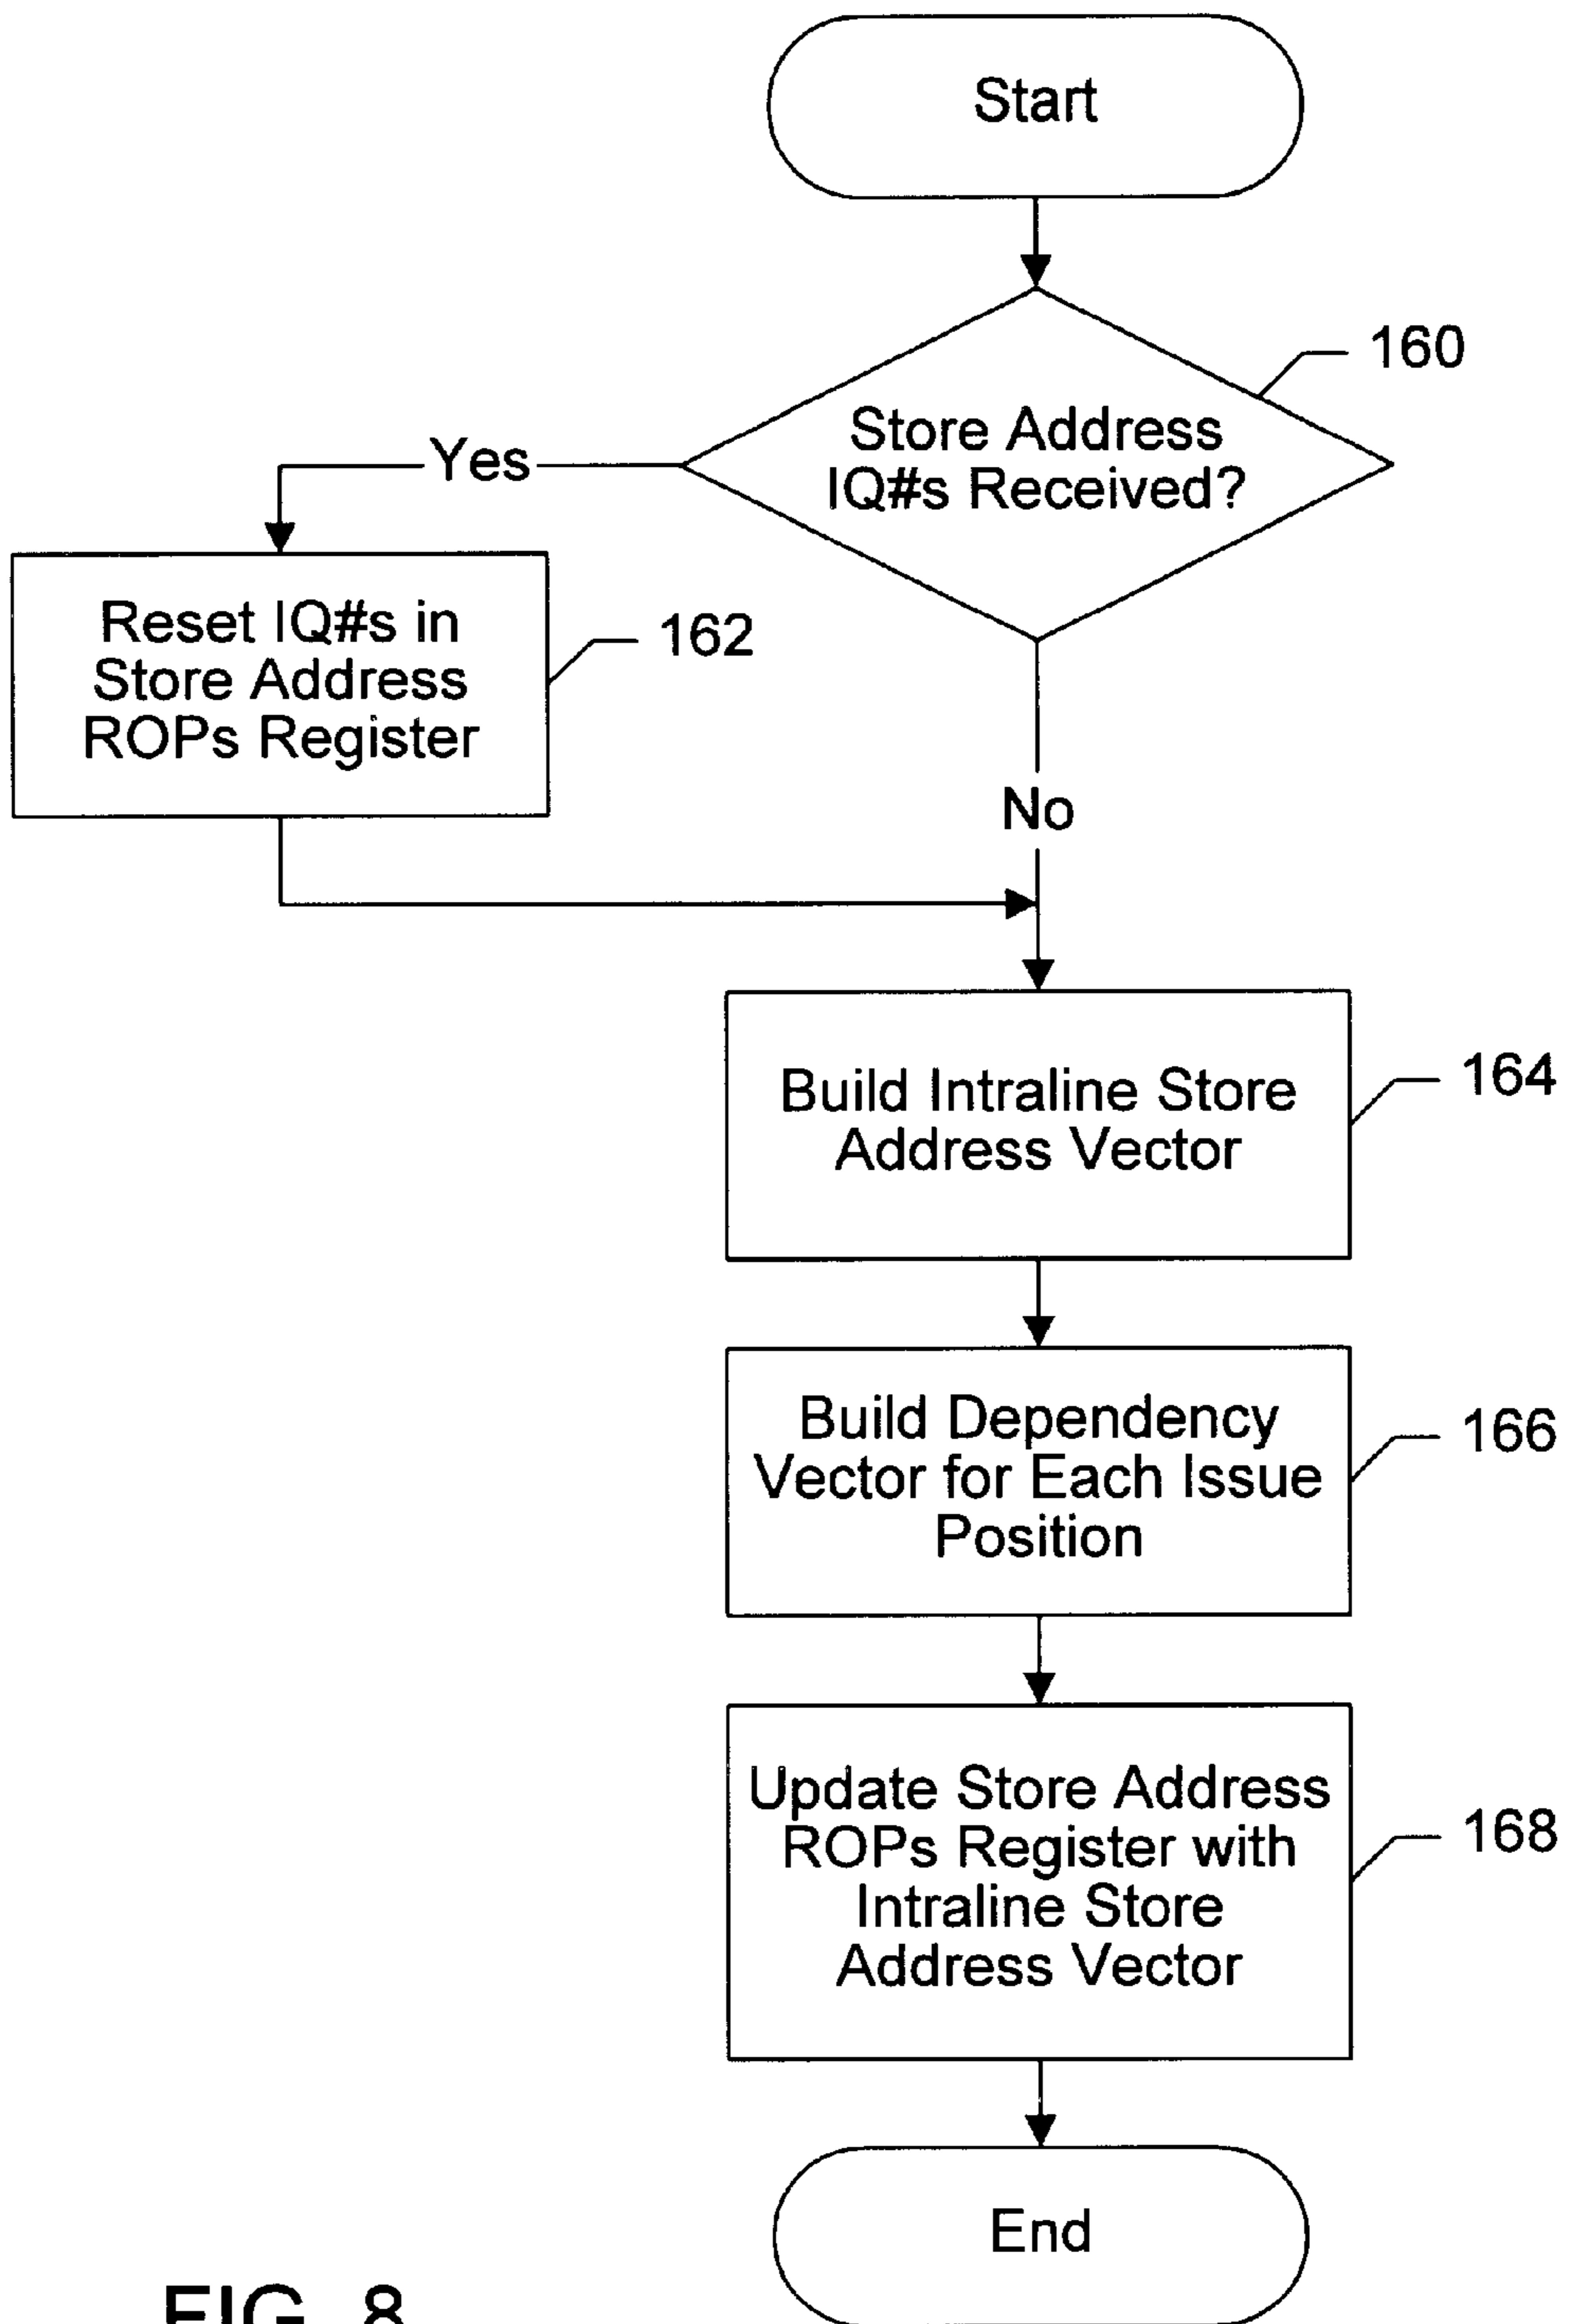 Start
160
Store Address
IQ#s Received?
Yes
Reset IQ#s in
Store Address
ROPs Register
162
No
Build Intraline Store
Address Vector
164
Build Dependency
Vector for Each Issue
Position
166
Update Store Address
ROPs Register with
Intraline Store
Address Vector
168
End
FIG. 8